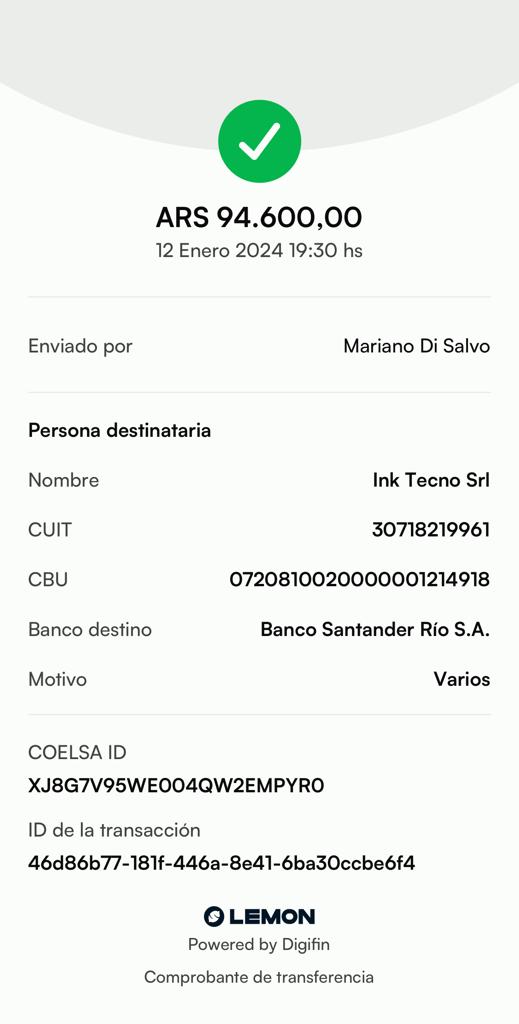 ARS 94.600,00
12 Enero 2024 19:30 hs
Enviado por Mariano Di Salvo
Persona destinataria
Nombre Ink Tecno Srl
CUIT 30718219961
CBU 0720810020000001214918
Banco destino Banco Santander Río S.A.
Motivo Varios
COELSA ID
XJ8G7V95WE004QW2EMPYR0
ID de la transacción
46d86b77-181f-446a-8e41-6ba30ccbe6f4
LEMON
Powered by Digifin
Comprobante de transferencia